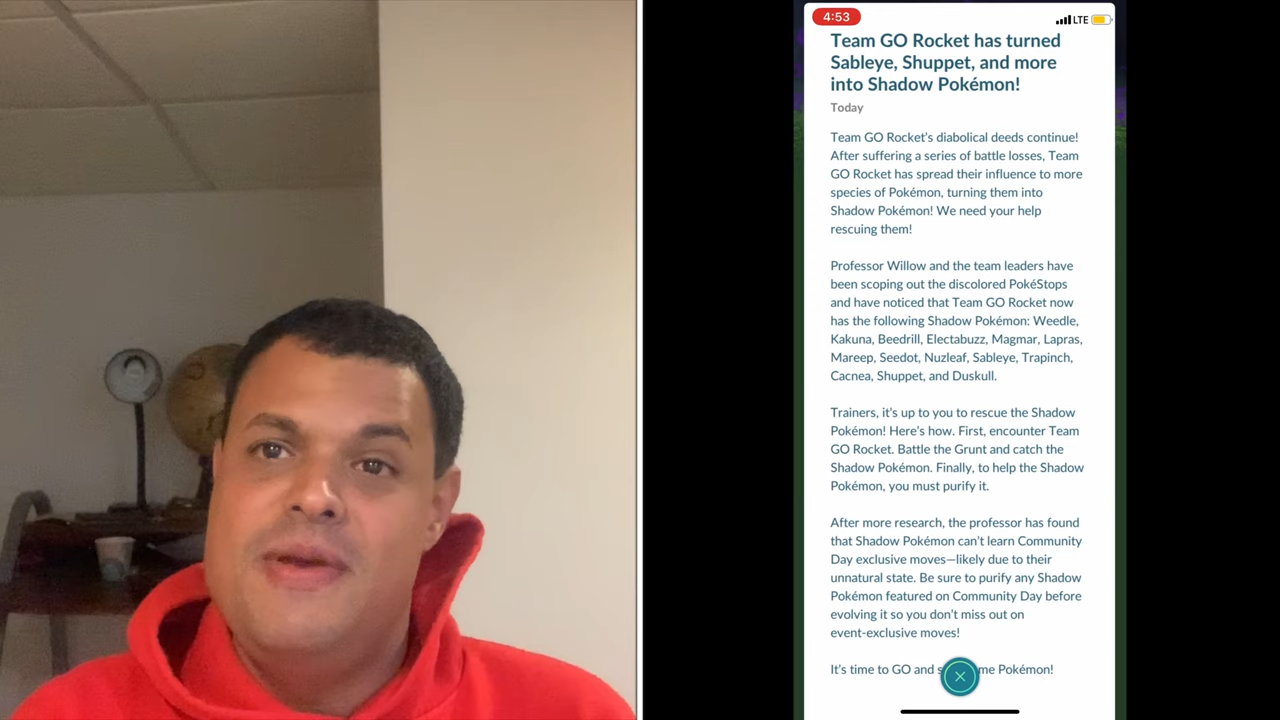 4:53
LTE
Team GO Rocket has turned
Sableye, Shuppet, and more
into Shadow Pokémon!
Today
Team GO Rocket's diabolical deeds continue!
After suffering a series of battle losses, Team
GO Rocket has spread their influence to more
species of Pokémon, turning them into
Shadow Pokémon! We need your help
rescuing them!
Professor Willow and the team leaders have
been scoping out the discolored PokéStops
and have noticed that Team GO Rocket now
has the following Shadow Pokémon: Weedle,
Kakuna, Beedrill, Electabuzz, Magmar, Lapras,
Mareep, Seedot, Nuzleaf, Sableye, Trapinch,
Cacnea, Shuppet, and Duskull.
Trainers, it's up to you to rescue the Shadow
Pokémon! Here's how. First, encounter Team
GO Rocket. Battle the Grunt and catch the
Shadow Pokémon. Finally, to help the Shadow
Pokémon, you must purify it.
After more research, the professor has found
that Shadow Pokémon can't learn Community
Day exclusive moves—likely due to their
unnatural state. Be sure to purify any Shadow
Pokémon featured on Community Day before
evolving it so you don't miss out on
event-exclusive moves!
It's time to GO and Pokémon!